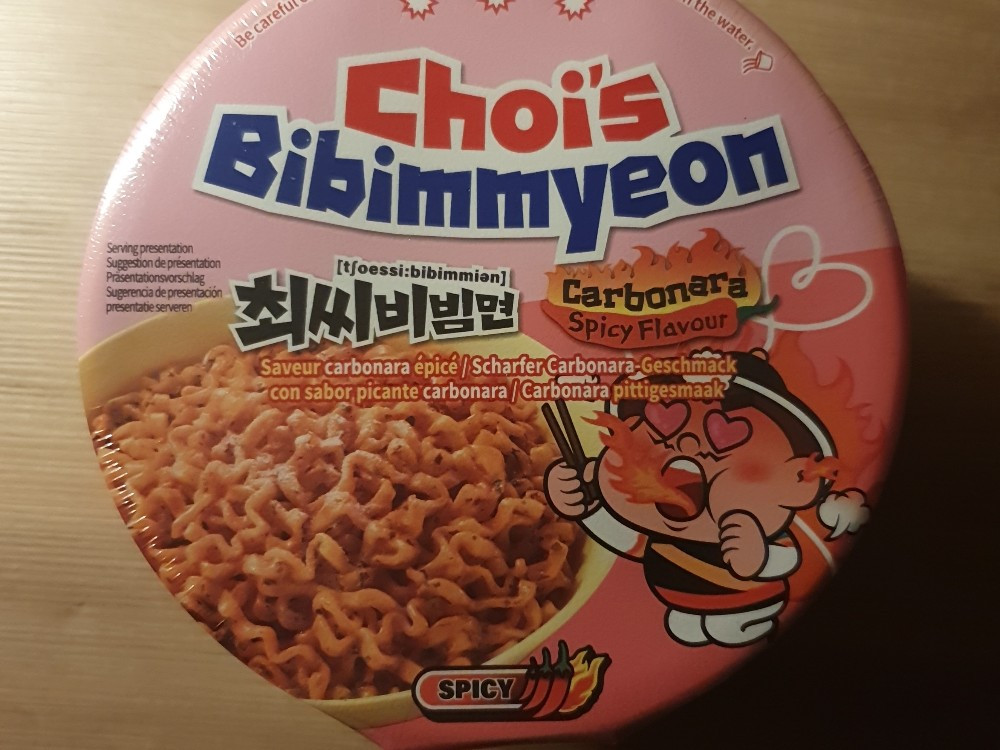 Be careful
n the water.
Choi's
Bibimmyeon
[tʃoessi:bibimmiən]
최씨비빔면
Carbonara
Spicy Flavour
Serving presentation
Suggestion de présentation
Präsentationsvorschlag
Sugerencia de presentación
presentatie serveren
Saveur carbonara épicé / Scharfer Carbonara-Geschmack
con sabor picante carbonara / Carbonara pittigesmaak
SPICY